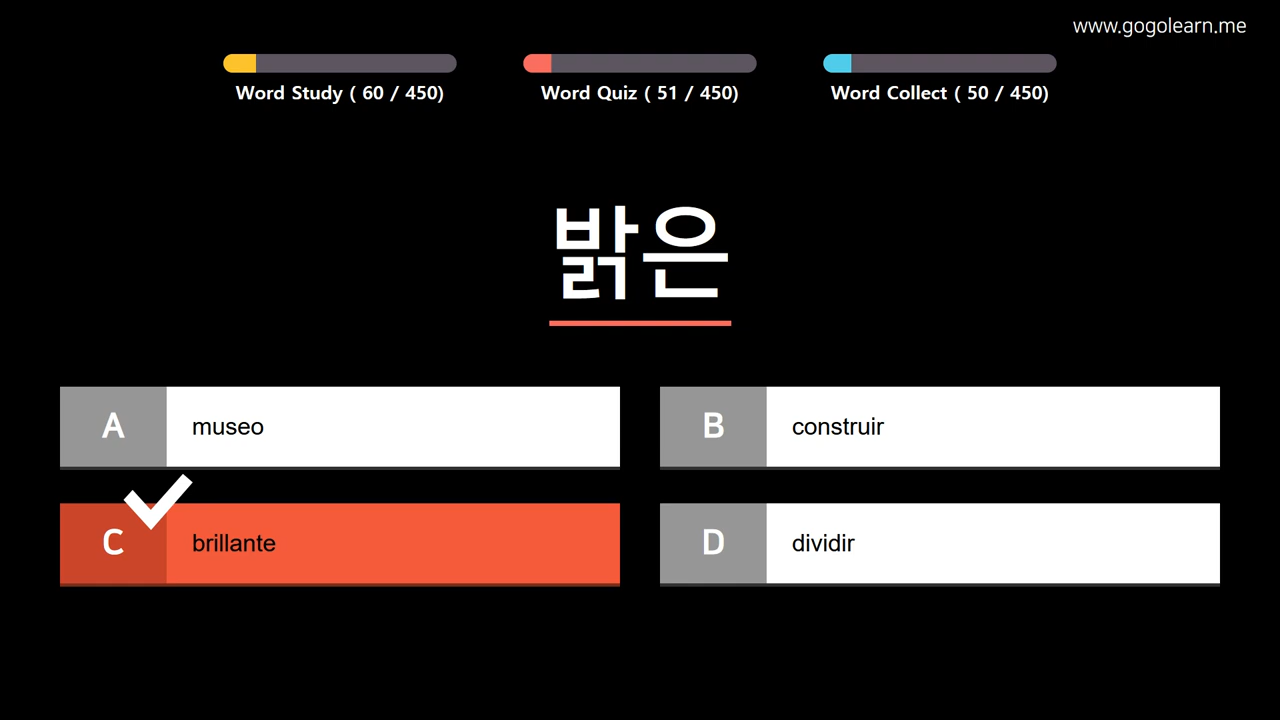 www.gogolearn.me
Word Study ( 60 / 450)
Word Quiz ( 51 / 450)
Word Collect ( 50 / 450)
밝은
A museo
B construir
C brillante
D dividir